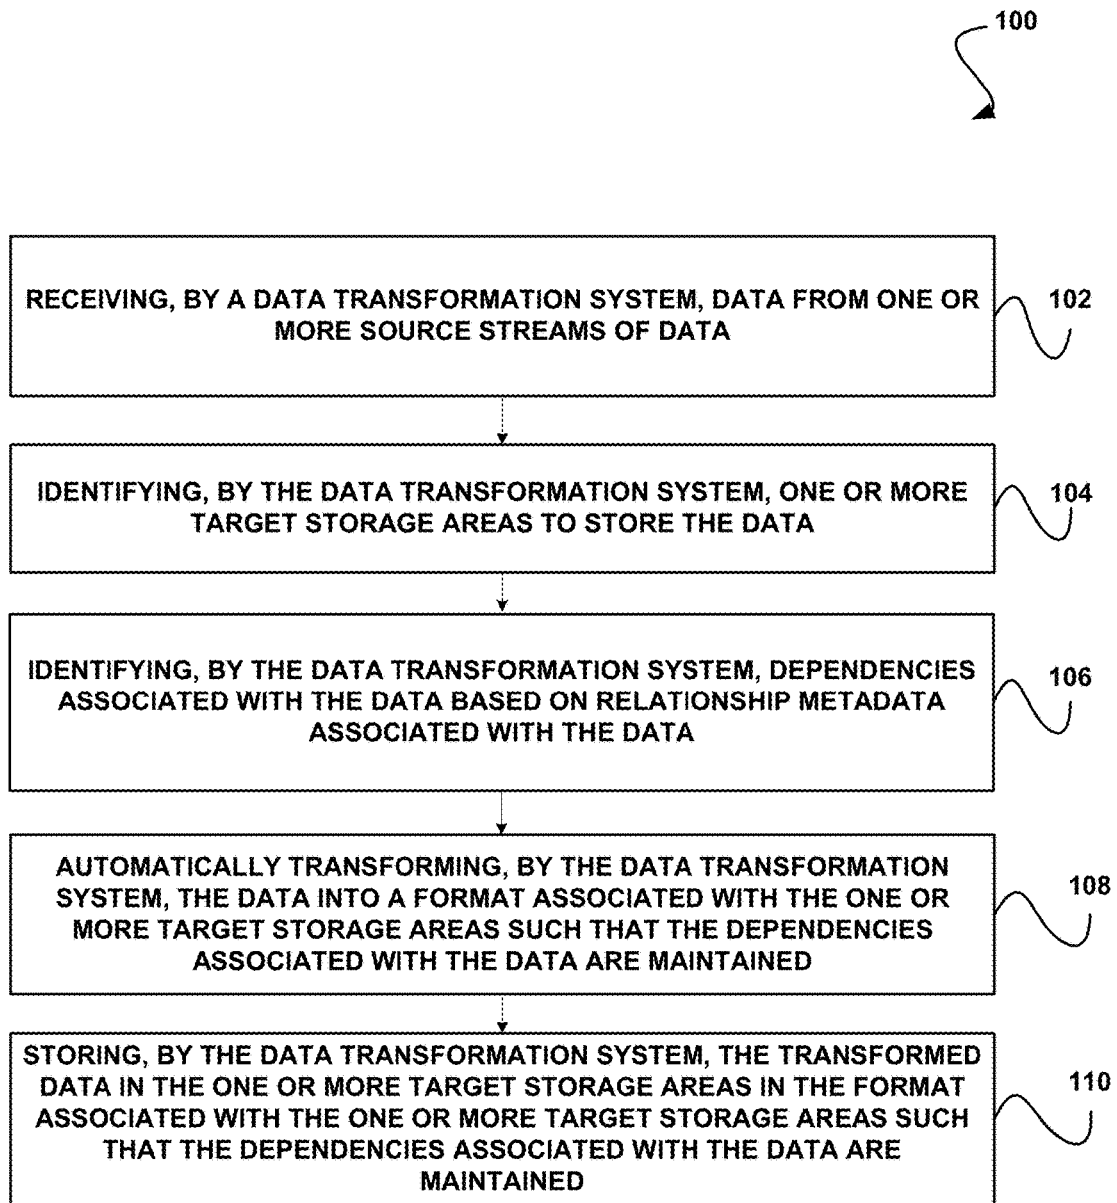 100
RECEIVING, BY A DATA TRANSFORMATION SYSTEM, DATA FROM ONE OR
MORE SOURCE STREAMS OF DATA
102
IDENTIFYING, BY THE DATA TRANSFORMATION SYSTEM, ONE OR MORE
TARGET STORAGE AREAS TO STORE THE DATA
104
IDENTIFYING, BY THE DATA TRANSFORMATION SYSTEM, DEPENDENCIES
ASSOCIATED WITH THE DATA BASED ON RELATIONSHIP METADATA
ASSOCIATED WITH THE DATA
106
AUTOMATICALLY TRANSFORMING, BY THE DATA TRANSFORMATION
SYSTEM, THE DATA INTO A FORMAT ASSOCIATED WITH THE ONE OR
MORE TARGET STORAGE AREAS SUCH THAT THE DEPENDENCIES
ASSOCIATED WITH THE DATA ARE MAINTAINED
108
STORING, BY THE DATA TRANSFORMATION SYSTEM, THE TRANSFORMED
DATA IN THE ONE OR MORE TARGET STORAGE AREAS IN THE FORMAT
ASSOCIATED WITH THE ONE OR MORE TARGET STORAGE AREAS SUCH
THAT THE DEPENDENCIES ASSOCIATED WITH THE DATA ARE
MAINTAINED
110